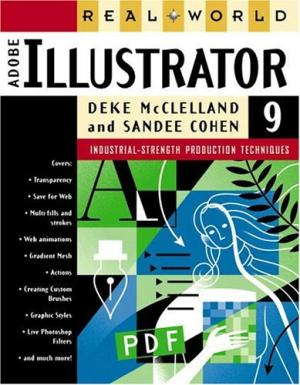 REAL WORLD
ADOBE
ILLUSTRATOR
DEKE McCLELLAND
and SANDEE COHEN
9
INDUSTRIAL-STRENGTH PRODUCTION TECHNIQUES
Covers:
• Transparency
• Save for Web
• Multi-fills and
strokes
• Web animations
• Gradient Mesh
• Actions
• Creating Custom
Brushes
• Graphic Styles
• Live Photoshop
Filters
• and much more!
A
PDF